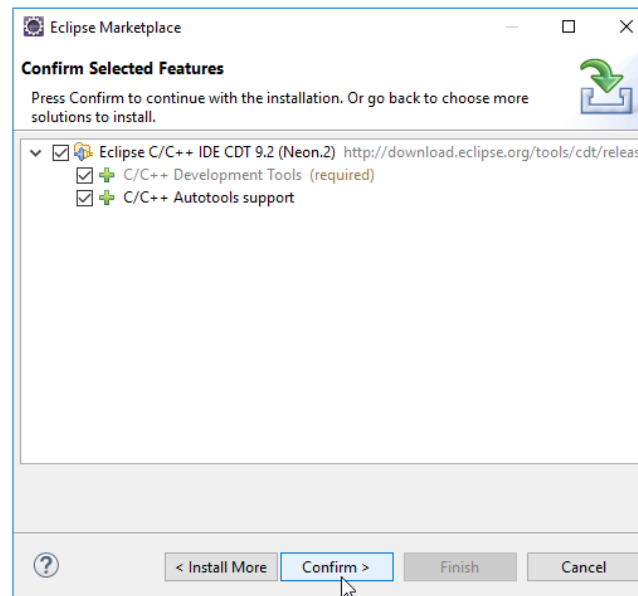 Eclipse Marketplace
Confirm Selected Features
Press Confirm to continue with the installation. Or go back to choose more
solutions to install.
Eclipse C/C++ IDE CDT 9.2 (Neon.2) http://download.eclipse.org/tools/cdt/releas
C/C++ Development Tools (required)
C/C++ Autotools support
? < Install More Confirm > Finish Cancel